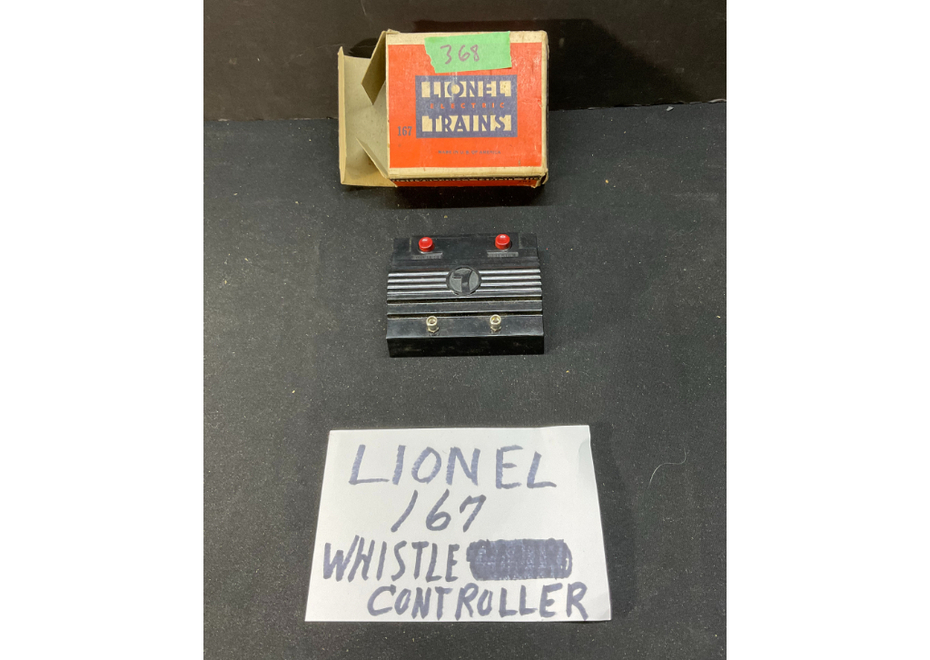 368
LIONEL
ELECTRIC
TRAINS
167
LIONEL
167
WHISTLE
CONTROLLER